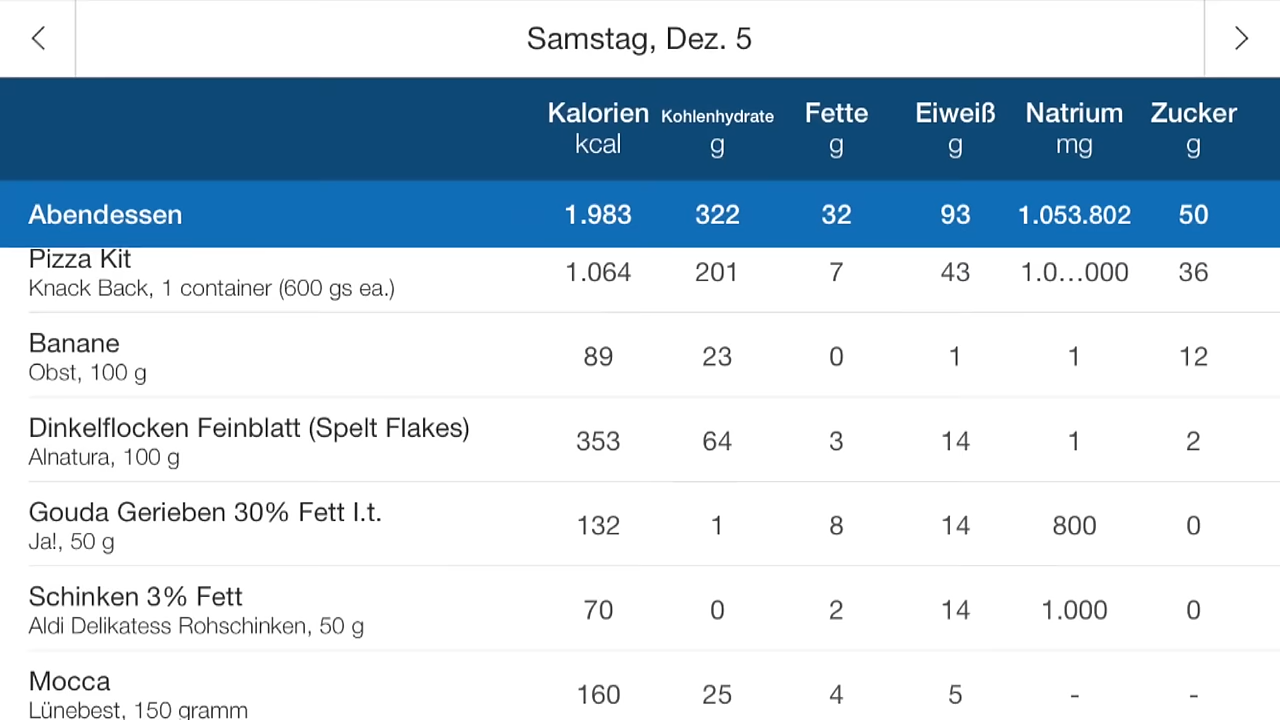 Samstag, Dez. 5
Kalorien Kohlenhydrate Fette Eiweiß Natrium Zucker
kcal g g g mg g
Abendessen 1.983 322 32 93 1.053.802 50
Pizza Kit
1.064 201 7 43 1.0...000 36
Knack Back, 1 container (600 gs ea.)
Banane
89 23 0 1 1 12
Obst, 100 g
Dinkelflocken Feinblatt (Spelt Flakes)
353 64 3 14 1 2
Alnatura, 100 g
Gouda Gerieben 30% Fett I.t.
132 1 8 14 800 0
Ja!, 50 g
Schinken 3% Fett
70 0 2 14 1.000 0
Aldi Delikatess Rohschinken, 50 g
Mocca
160 25 4 5 - -
Lünebest, 150 gramm